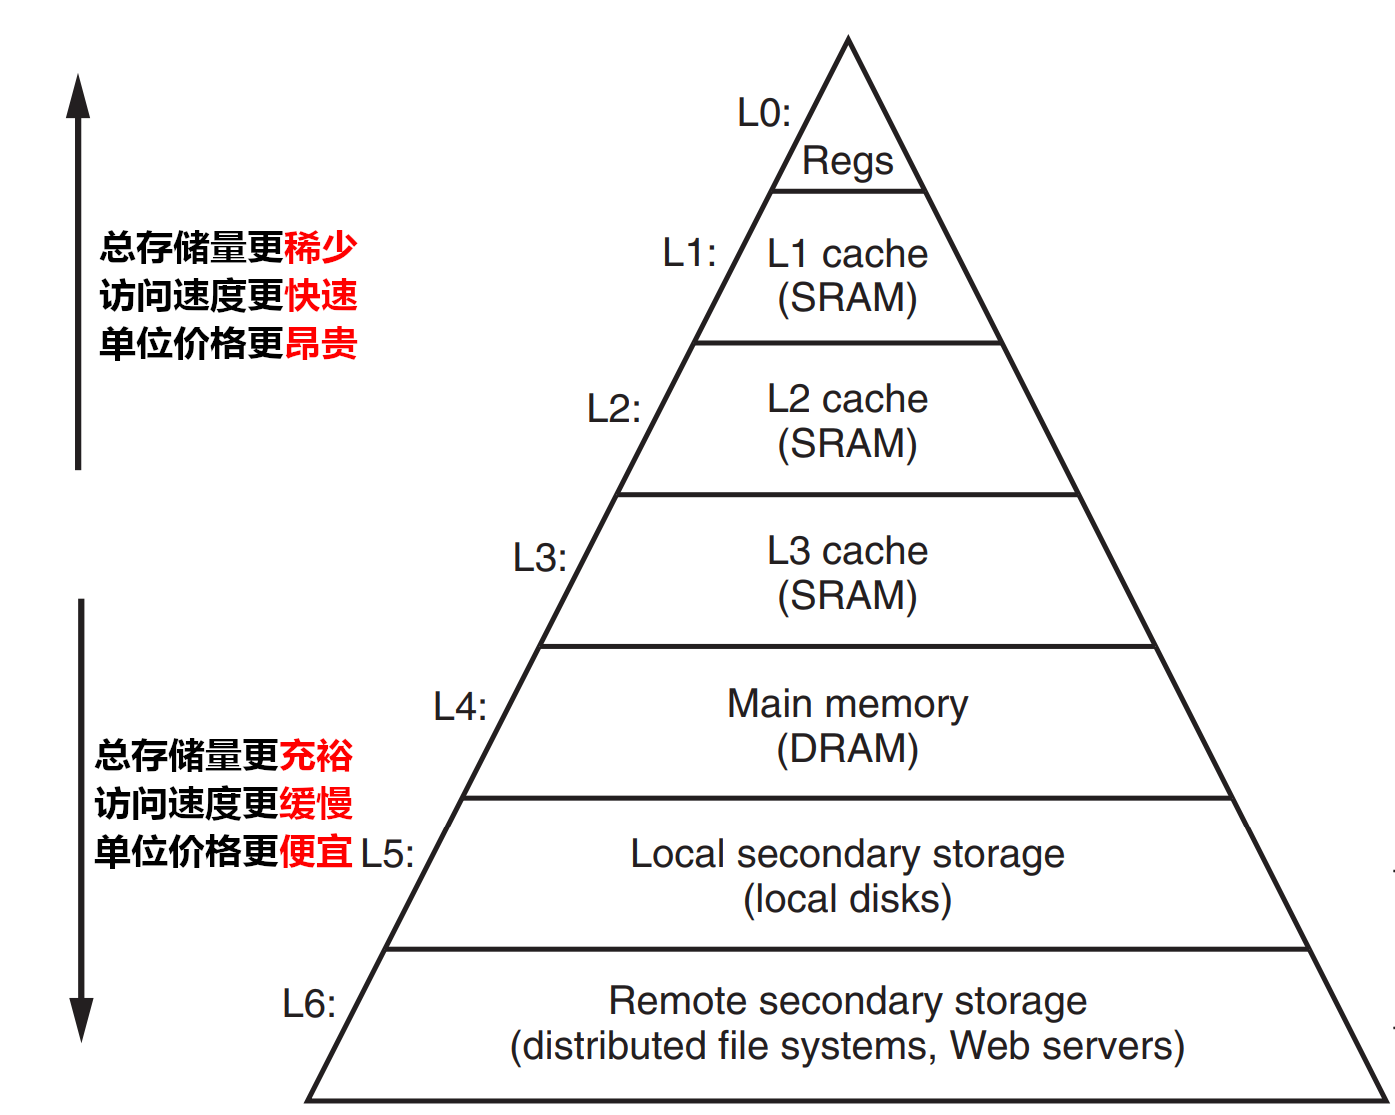 L0:
Regs
L1:
L1 cache
(SRAM)
总存储量更稀少
访问速度更快速
单位价格更昂贵
L2:
L2 cache
(SRAM)
L3:
L3 cache
(SRAM)
L4:
Main memory
(DRAM)
总存储量更充裕
访问速度更缓慢
单位价格更便宜
L5:
Local secondary storage
(local disks)
L6:
Remote secondary storage
(distributed file systems, Web servers)